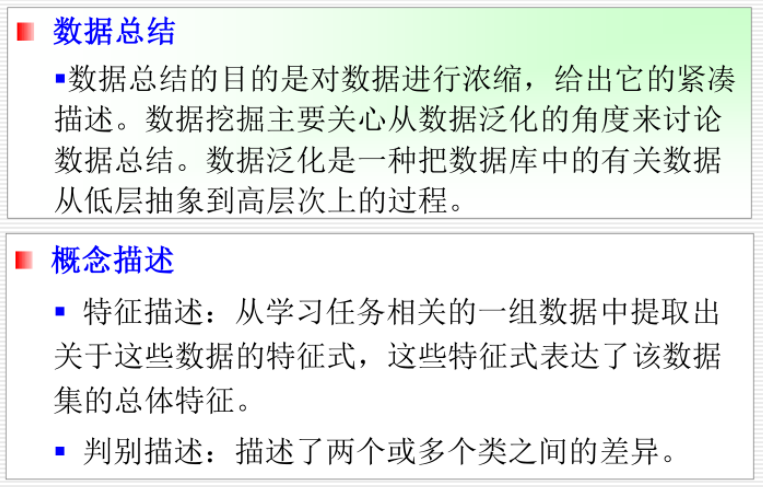 数据总结
数据总结的目的是对数据进行浓缩，给出它的紧凑
描述。数据挖掘主要关心从数据泛化的角度来讨论
数据总结。数据泛化是一种把数据库中的有关数据
从低层抽象到高层次上的过程。
概念描述
特征描述：从学习任务相关的一组数据中提取出
关于这些数据的特征式，这些特征式表达了该数据
集的总体特征。
判别描述：描述了两个或多个类之间的差异。